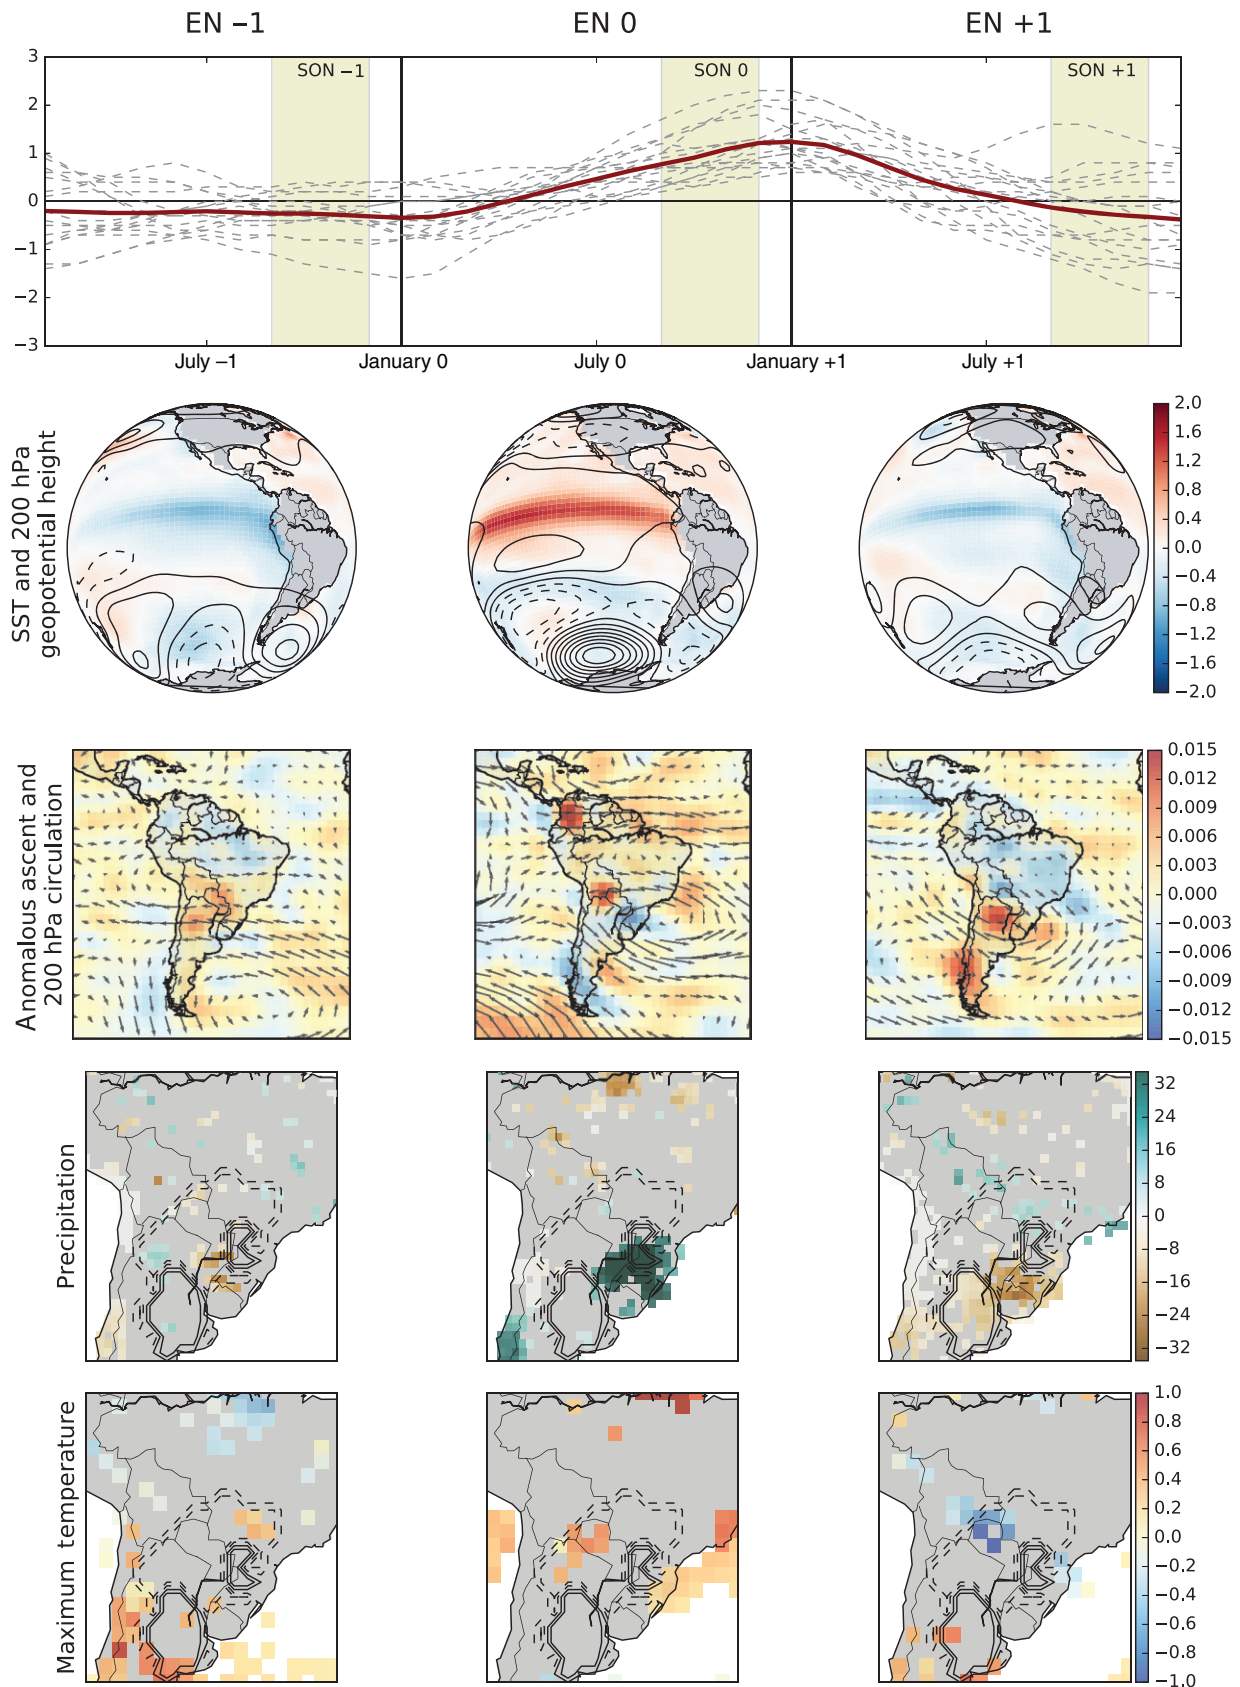 EN –1
EN 0
EN +1
3
2
1
0
−1
−2
−3
SON −1
SON 0
SON +1
July −1
January 0
July 0
January +1
July +1
SST and 200 hPa
geopotential height
2.0
1.6
1.2
0.8
0.4
0.0
−0.4
−0.8
−1.2
−1.6
−2.0
Anomalous ascent and
200 hPa circulation
0.015
0.012
0.009
0.006
0.003
0.000
−0.003
−0.006
−0.009
−0.012
−0.015
Precipitation
32
24
16
8
0
−8
−16
−24
−32
Maximum temperature
1.0
0.8
0.6
0.4
0.2
0.0
−0.2
−0.4
−0.6
−0.8
−1.0